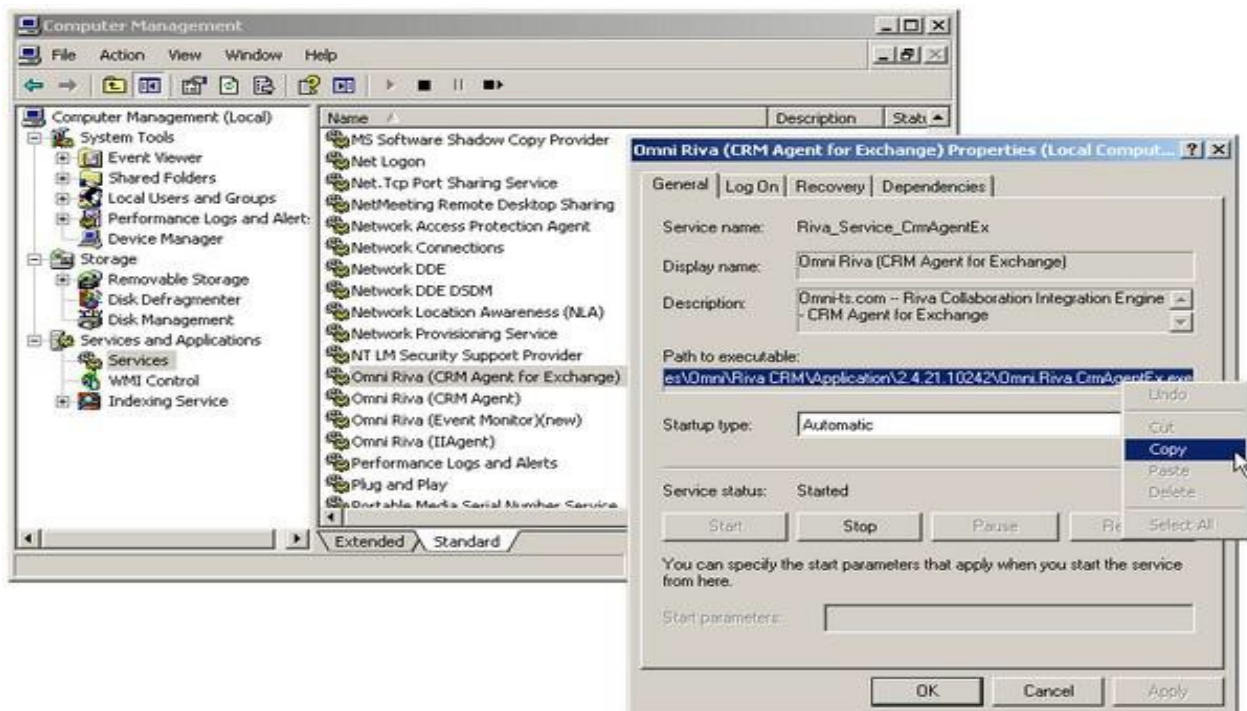 Computer Management
File Action View Window Help
Computer Management (Local)
System Tools
Event Viewer
Shared Folders
Local Users and Groups
Performance Logs and Alert:
Device Manager
Storage
Removable Storage
Disk Defragmenter
Disk Management
Services and Applications
Services
WMI Control
Indexing Service
Name Description Stat
MS Software Shadow Copy Provider
Net Logon
Net.Tcp Port Sharing Service
NetMeeting Remote Desktop Sharing
Network Access Protection Agent
Network Connections
Network DDE
Network DDE DSDM
Network Location Awareness (NLA)
Network Provisioning Service
NT LM Security Support Provider
Omni Riva (CRM Agent for Exchange)
Omni Riva (CRM Agent)
Omni Riva (Event Monitor)(new)
Omni Riva (IIAgent)
Performance Logs and Alerts
Plug and Play
Portable Media Serial Number Service
Extended Standard
Omni Riva (CRM Agent for Exchange) Properties (Local Comput...
General Log On Recovery Dependencies
Service name: Riva_Service_CrmAgentEx
Display name: Omni Riva (CRM Agent for Exchange)
Description: Omni-ts.com -- Riva Collaboration Integration Engine
- CRM Agent for Exchange
Path to executable:
es\Omni\Riva CRM\Application\2.4.21.10242\Omni.Riva.CrmAgentEx.exe
Startup type: Automatic
Service status: Started
Start Stop Pause Re
You can specify the start parameters that apply when you start the service
from here.
Start parameters:
OK Cancel Apply
Undo
Cut
Copy
Paste
Delete
Select All